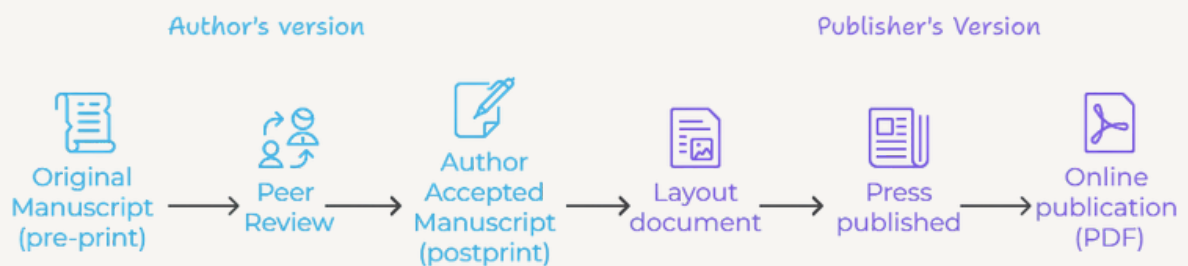 Author's version
Publisher's Version
Original
Manuscript
(pre-print)
Peer
Review
Author
Accepted
Manuscript
(postprint)
Layout
document
Press
published
Online
publication
(PDF)